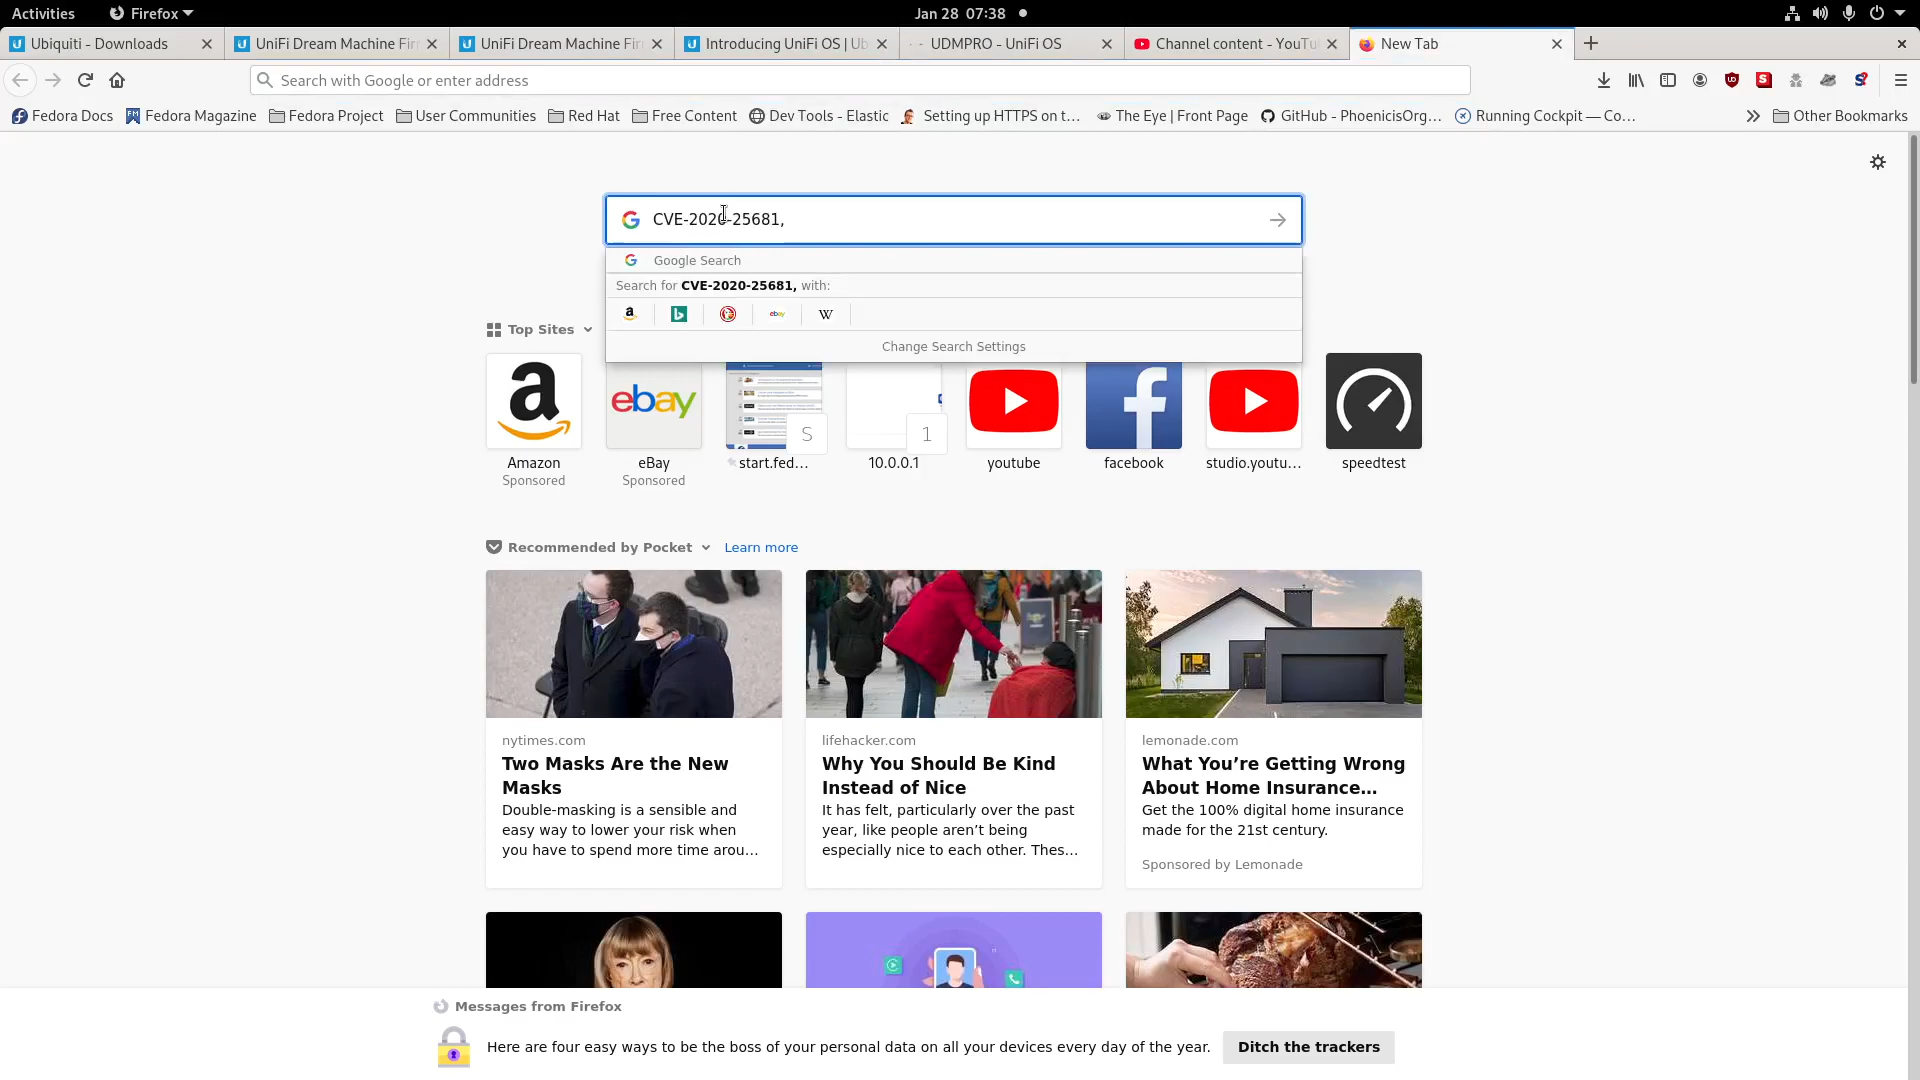 Activities
Firefox
Jan 28 07:38
Ubiquiti - Downloads
UniFi Dream Machine Fir
UniFi Dream Machine Fir
Introducing UniFi OS | Ub
UDMPRO - UniFi OS
Channel content - YouTu
New Tab
Search with Google or enter address
Fedora Docs
Fedora Magazine
Fedora Project
User Communities
Red Hat
Free Content
Dev Tools - Elastic
Setting up HTTPS on t...
The Eye | Front Page
GitHub - PhoenicisOrg...
Running Cockpit — Co...
Other Bookmarks
CVE-2020-25681,
Google Search
Search for CVE-2020-25681, with:
Change Search Settings
Top Sites
a
ebay
S
1
Amazon
Sponsored
eBay
Sponsored
start.fed...
10.0.0.1
youtube
facebook
studio.youtu...
speedtest
Recommended by Pocket
Learn more
nytimes.com
Two Masks Are the New
Masks
Double-masking is a sensible and
easy way to lower your risk when
you have to spend more time arou...
lifehacker.com
Why You Should Be Kind
Instead of Nice
It has felt, particularly over the past
year, like people aren’t being
especially nice to each other. Thes...
lemonade.com
What You’re Getting Wrong
About Home Insurance...
Get the 100% digital home insurance
made for the 21st century.
Sponsored by Lemonade
Messages from Firefox
Here are four easy ways to be the boss of your personal data on all your devices every day of the year.
Ditch the trackers